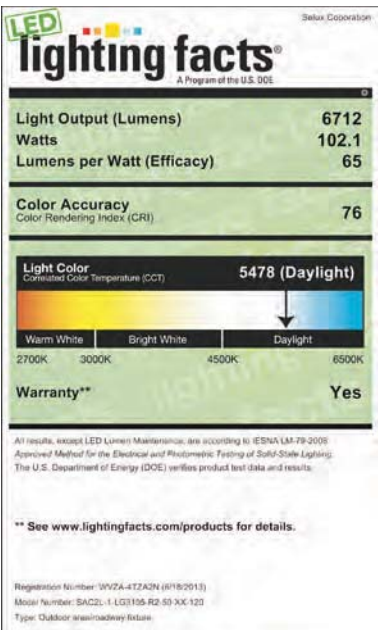 Selux Coporation
LED
lighting facts®
A Program of the U.S. DOE
Light Output (Lumens) 6712
Watts 102.1
Lumens per Watt (Efficacy) 65
Color Accuracy 76
Color Rendering Index (CRI)
Light Color 5478 (Daylight)
Correlated Color Temperature (CCT)
Warm White Bright White Daylight
2700K 3000K 4500K 6500K
Warranty** Yes
All results, except LED Lumen Maintenance, are according to IESNA LM-79-2008:
Approved Method for the Electrical and Photometric Testing of Solid-State Lighting.
The U.S. Department of Energy (DOE) verifies product test data and results.
** See www.lightingfacts.com/products for details.
Registration Number: WVZA-4TZA2N (6/18/2013)
Model Number: SAC2L-1-LG3105-R2-50-XX-120
Type: Outdoor area/roadway fixture